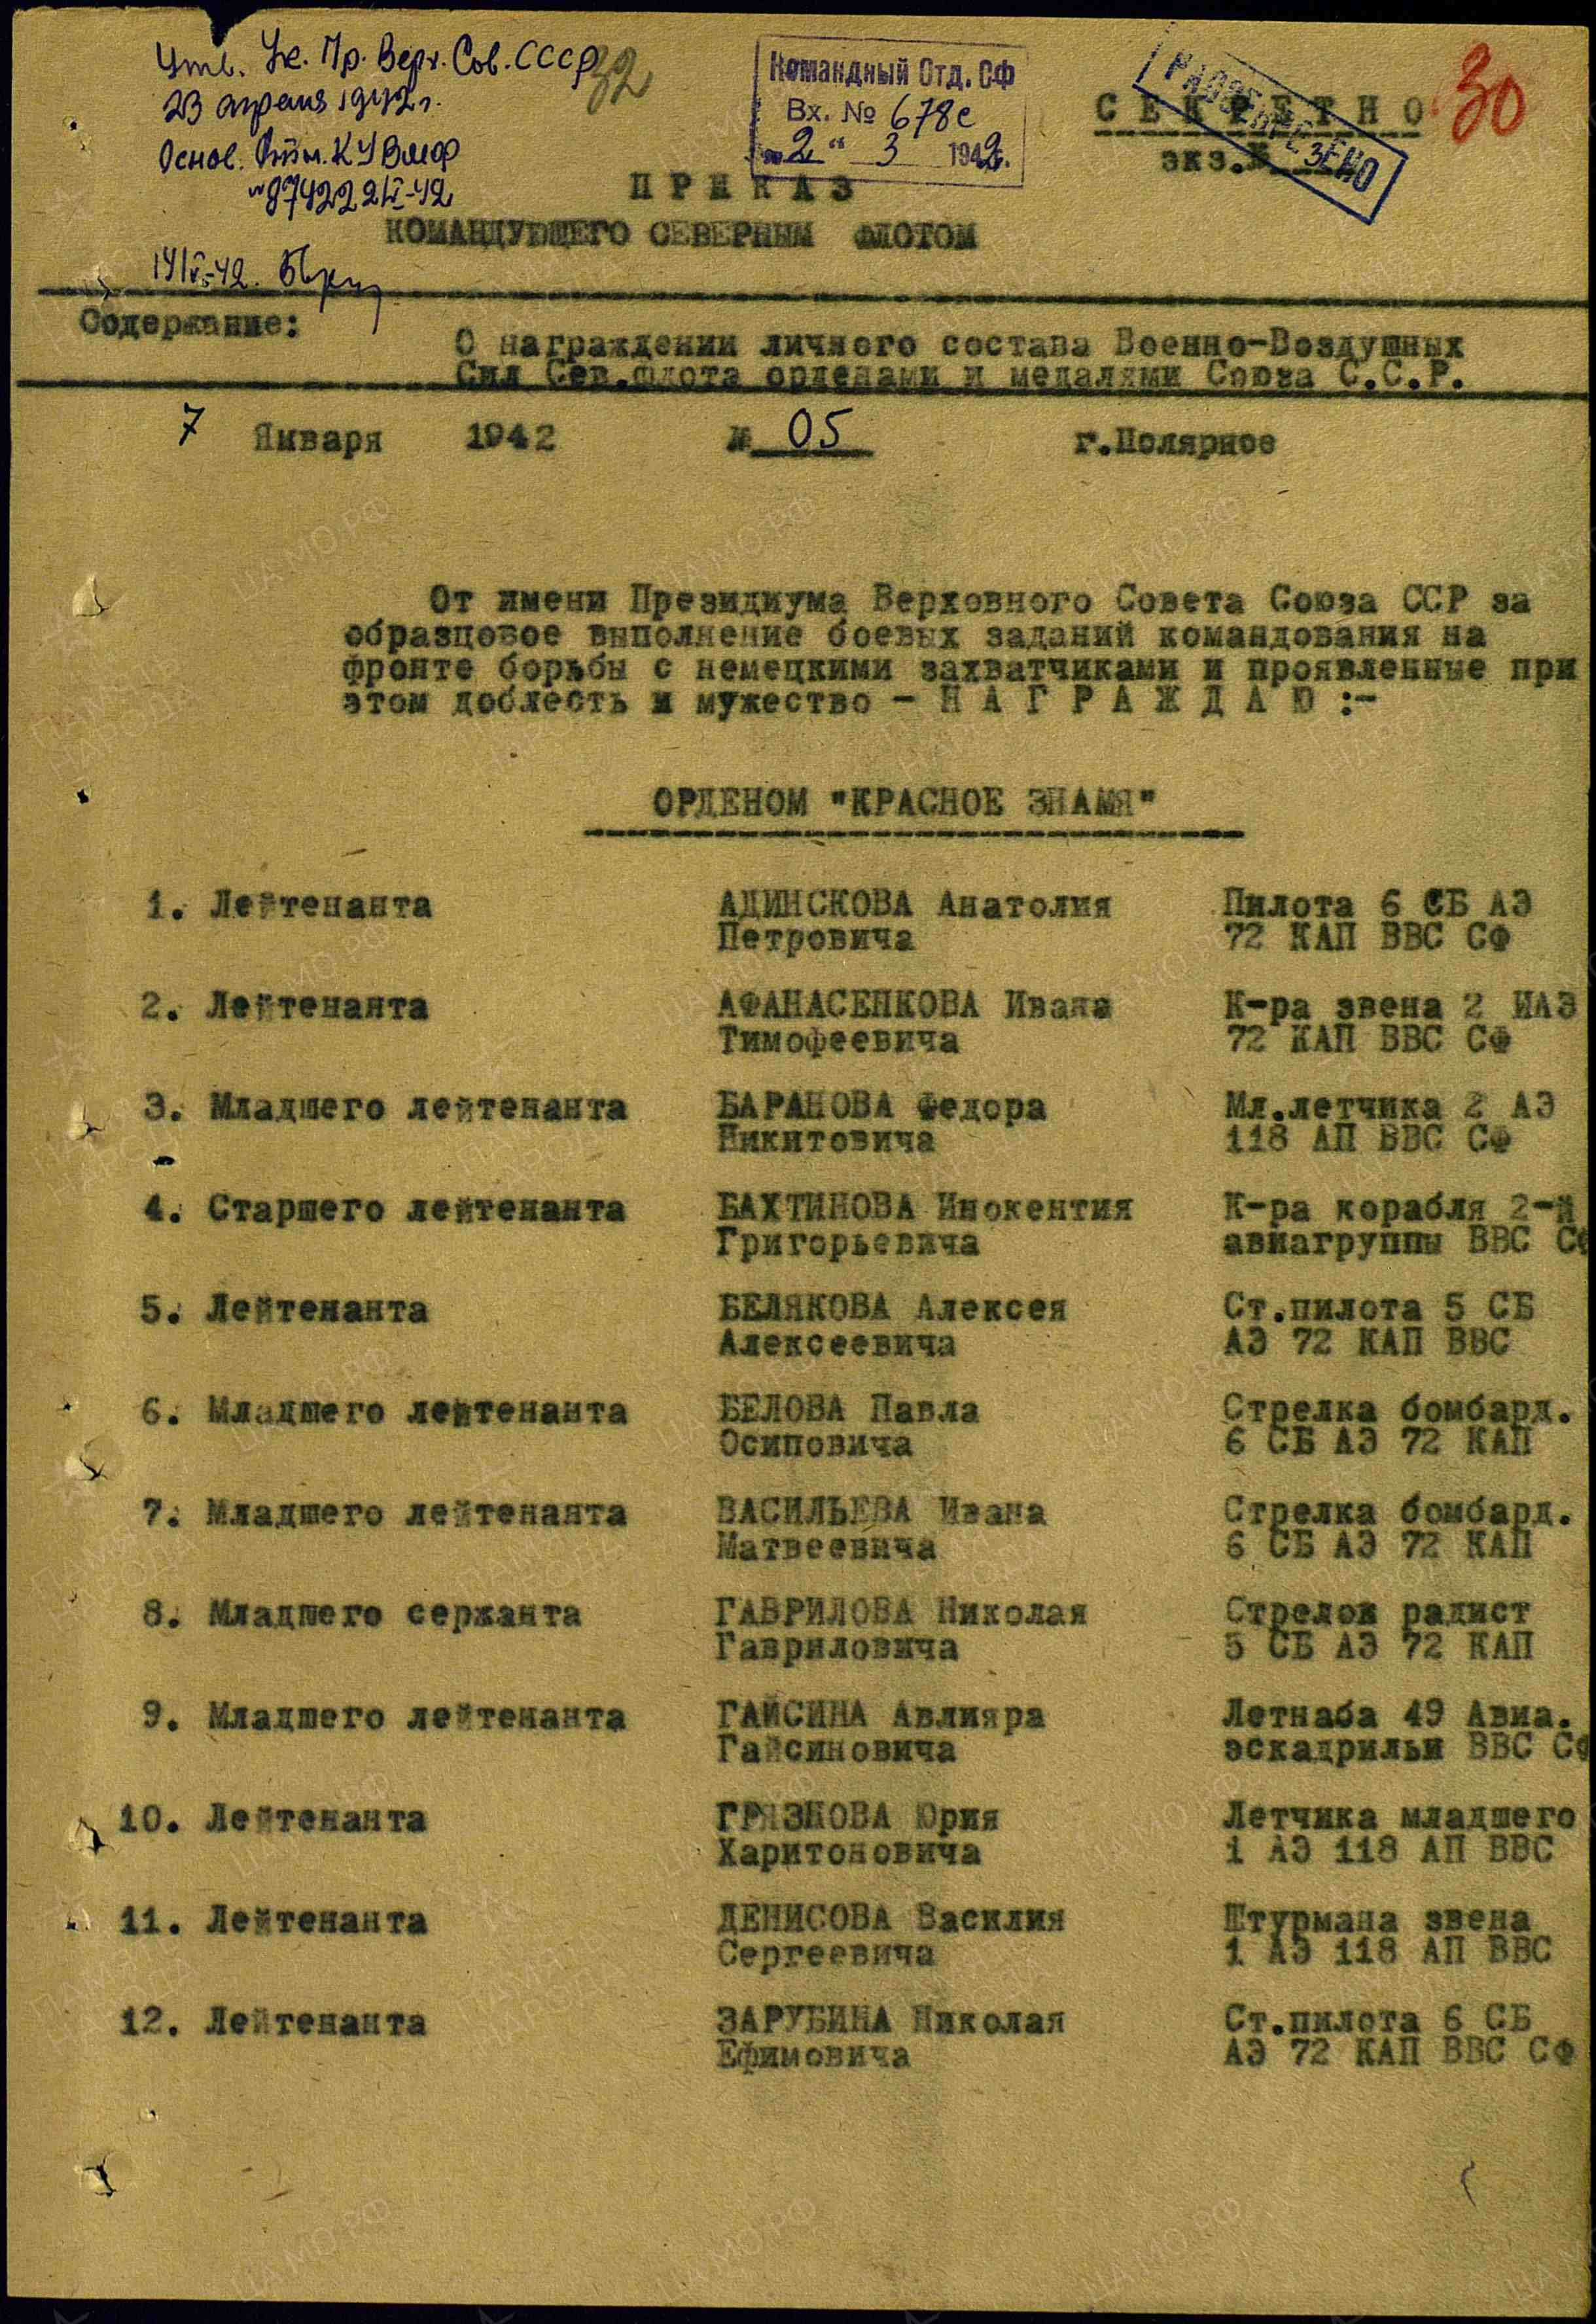 Утв. Ук. Пр. Верх. Сов. СССР
23 апреля 1942 г.
Основ.
32
Командный Отд. СФ
Вх. № 678с
"2" 3 1942г.
СЕКРЕТНО
экз.№
РАССЕКРЕЧЕНО
30
ПРИКАЗ
КОМАНДУЮЩЕГО СЕВЕРНЫМ ФЛОТОМ
Содержание:
О награждении личного состава Военно-Воздушных
Сил Сев.флота орденами и медалями Союза С.С.Р.
7 Января 1942 № 05 г.Полярное
От имени Президиума Верховного Совета Союза ССР за
образцовое выполнение боевых заданий командования на
фронте борьбы с немецкими захватчиками и проявленные при
этом доблесть и мужество - Н А Г Р А Ж Д А Ю :-
ОРДЕНОМ "КРАСНОЕ ЗНАМЯ"
1. Лейтенанта АДИНСКОВА Анатолия Пилота 6 СБ АЭ
Петровича 72 КАП ВВС СФ
2. Лейтенанта АФАНАСЕНКОВА Ивана К-ра звена 2 ИАЭ
Тимофеевича 72 КАП ВВС СФ
3. Младшего лейтенанта БАРАНОВА Федора Мл.летчика 2 АЭ
Никитовича 118 АП ВВС СФ
4. Старшего лейтенанта БАХТИНОВА Инокентия К-ра корабля 2-й
Григорьевича авиагруппы ВВС СФ
5. Лейтенанта БЕЛЯКОВА Алексея Ст.пилота 5 СБ
Алексеевича АЭ 72 КАП ВВС
6. Младшего лейтенанта БЕЛОВА Павла Стрелка бомбард.
Осиповича 6 СБ АЭ 72 КАП
7. Младшего лейтенанта ВАСИЛЬЕВА Ивана Стрелка бомбард.
Матвеевича 6 СБ АЭ 72 КАП
8. Младшего сержанта ГАВРИЛОВА Николая Стрелок радист
Гавриловича 5 СБ АЭ 72 КАП
9. Младшего лейтенанта ГАЙСИНА Авлияра Летнаба 49 Авиа.
Гайсиновича эскадрильи ВВС СФ
10. Лейтенанта ГРЯЗНОВА Юрия Летчика младшего
Харитоновича 1 АЭ 118 АП ВВС
11. Лейтенанта ДЕНИСОВА Василия Штурмана звена
Сергеевича 1 АЭ 118 АП ВВС
12. Лейтенанта ЗАРУБИНА Николая Ст.пилота 6 СБ
Ефимовича АЭ 72 КАП ВВС СФ